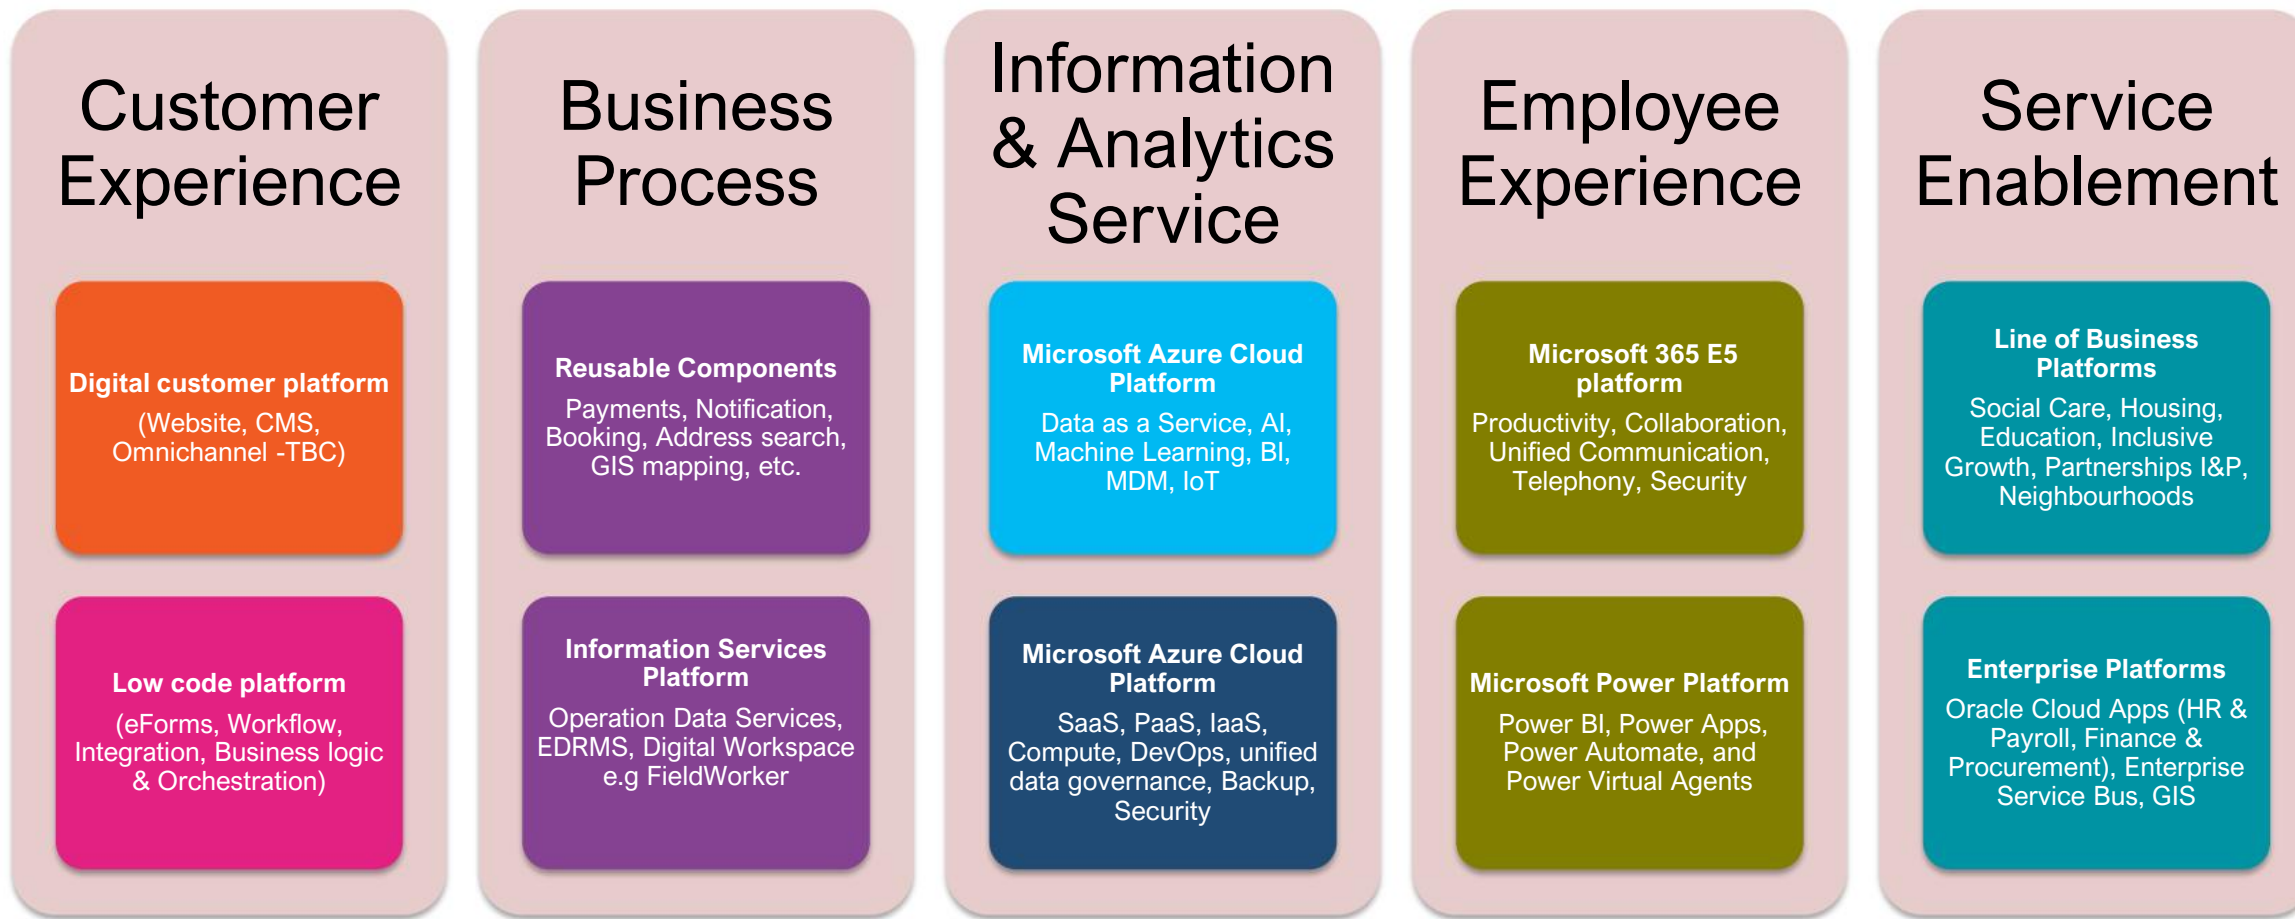 Customer
Experience
Digital customer platform
(Website, CMS,
Omnichannel -TBC)
Low code platform
(eForms, Workflow,
Integration, Business logic
& Orchestration)
Business
Process
Reusable Components
Payments, Notification,
Booking, Address search,
GIS mapping, etc.
Information Services
Platform
Operation Data Services,
EDRMS, Digital Workspace
e.g FieldWorker
Information
& Analytics
Service
Microsoft Azure Cloud
Platform
Data as a Service, AI,
Machine Learning, BI,
MDM, IoT
Microsoft Azure Cloud
Platform
SaaS, PaaS, IaaS,
Compute, DevOps, unified
data governance, Backup,
Security
Employee
Experience
Microsoft 365 E5
platform
Productivity, Collaboration,
Unified Communication,
Telephony, Security
Microsoft Power Platform
Power BI, Power Apps,
Power Automate, and
Power Virtual Agents
Service
Enablement
Line of Business
Platforms
Social Care, Housing,
Education, Inclusive
Growth, Partnerships I&P,
Neighbourhoods
Enterprise Platforms
Oracle Cloud Apps (HR &
Payroll, Finance &
Procurement), Enterprise
Service Bus, GIS